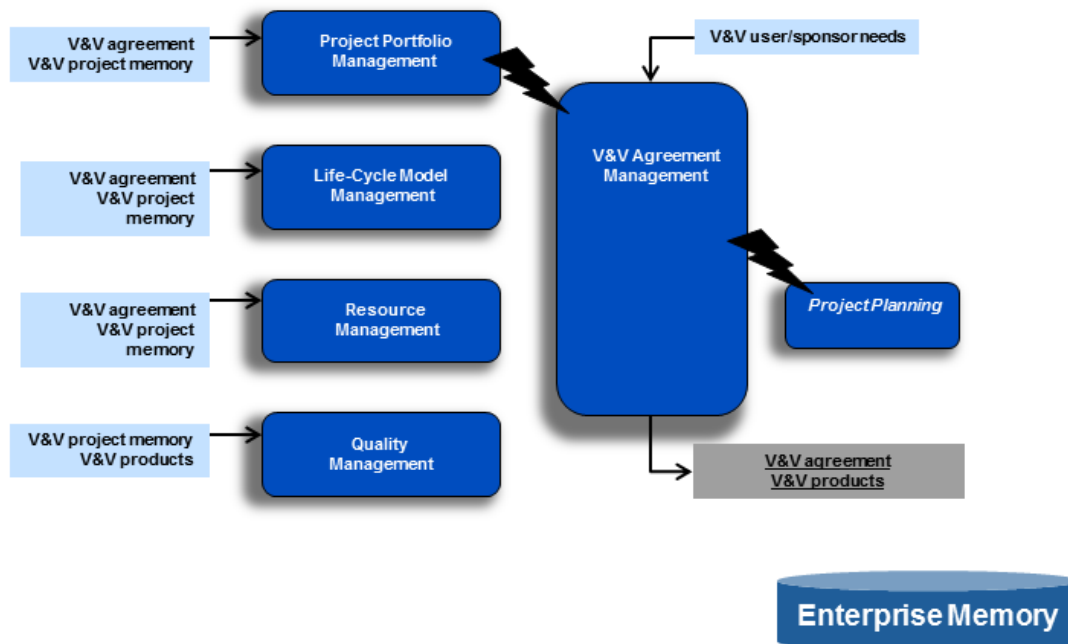 V&V agreement
V&V project memory
Project Portfolio
Management
V&V user/sponsor needs
V&V agreement
V&V project
memory
Life-Cycle Model
Management
V&V Agreement
Management
V&V agreement
V&V project
memory
Resource
Management
Project Planning
V&V project memory
V&V products
Quality
Management
V&V agreement
V&V products
Enterprise Memory